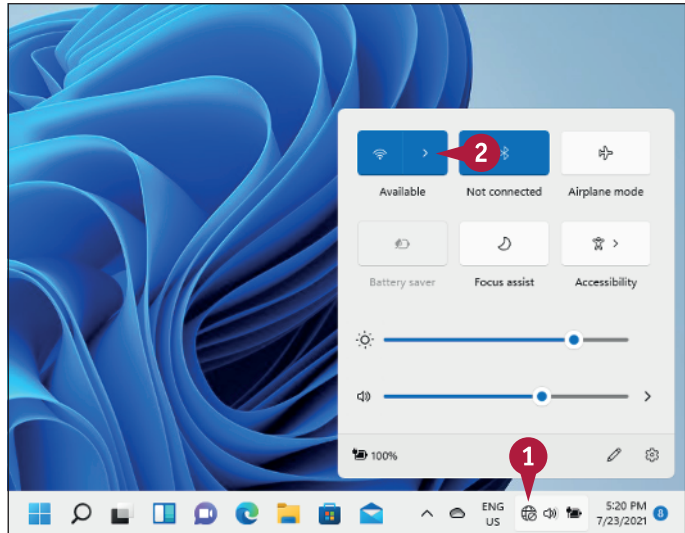 2
Available Not connected Airplane mode
Battery saver Focus assist Accessibility
100%
1
ENG 5:20 PM
US 7/23/2021 8